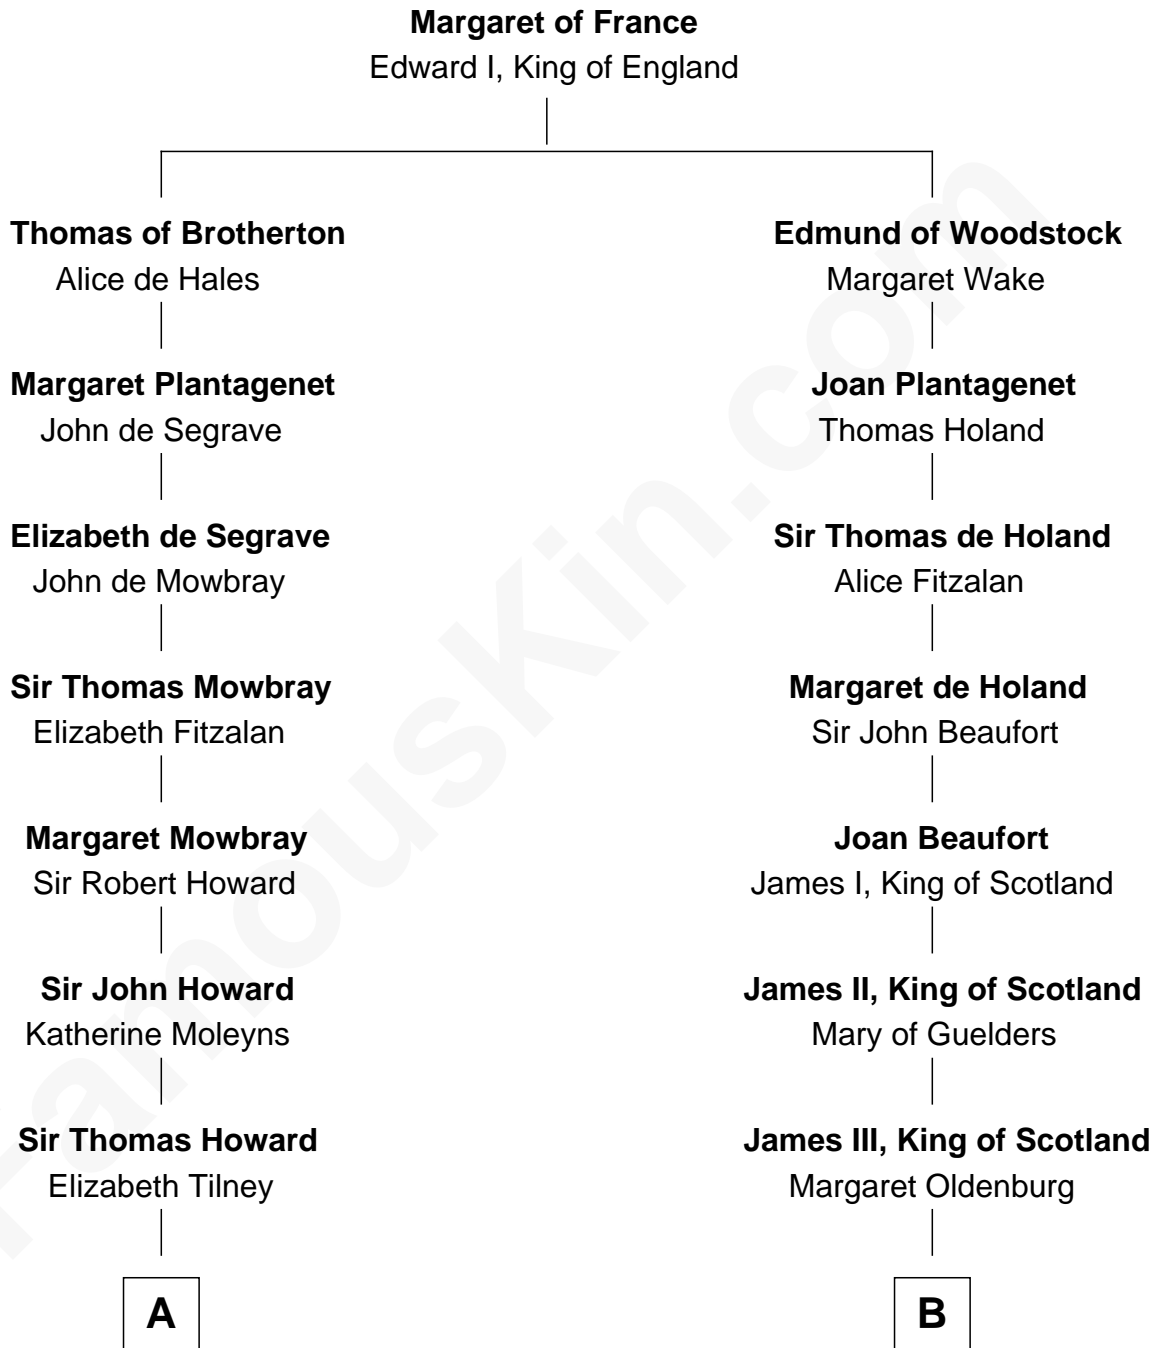 Margaret of France
Edward I, King of England
Thomas of Brotherton
Alice de Hales
Edmund of Woodstock
Margaret Wake
Margaret Plantagenet
John de Segrave
Joan Plantagenet
Thomas Holand
Elizabeth de Segrave
John de Mowbray
Sir Thomas de Holand
Alice Fitzalan
Sir Thomas Mowbray
Elizabeth Fitzalan
Margaret de Holand
Sir John Beaufort
Margaret Mowbray
Sir Robert Howard
Joan Beaufort
James I, King of Scotland
Sir John Howard
Katherine Moleyns
James II, King of Scotland
Mary of Guelders
Sir Thomas Howard
Elizabeth Tilney
James III, King of Scotland
Margaret Oldenburg
A
B
FamousKin.com